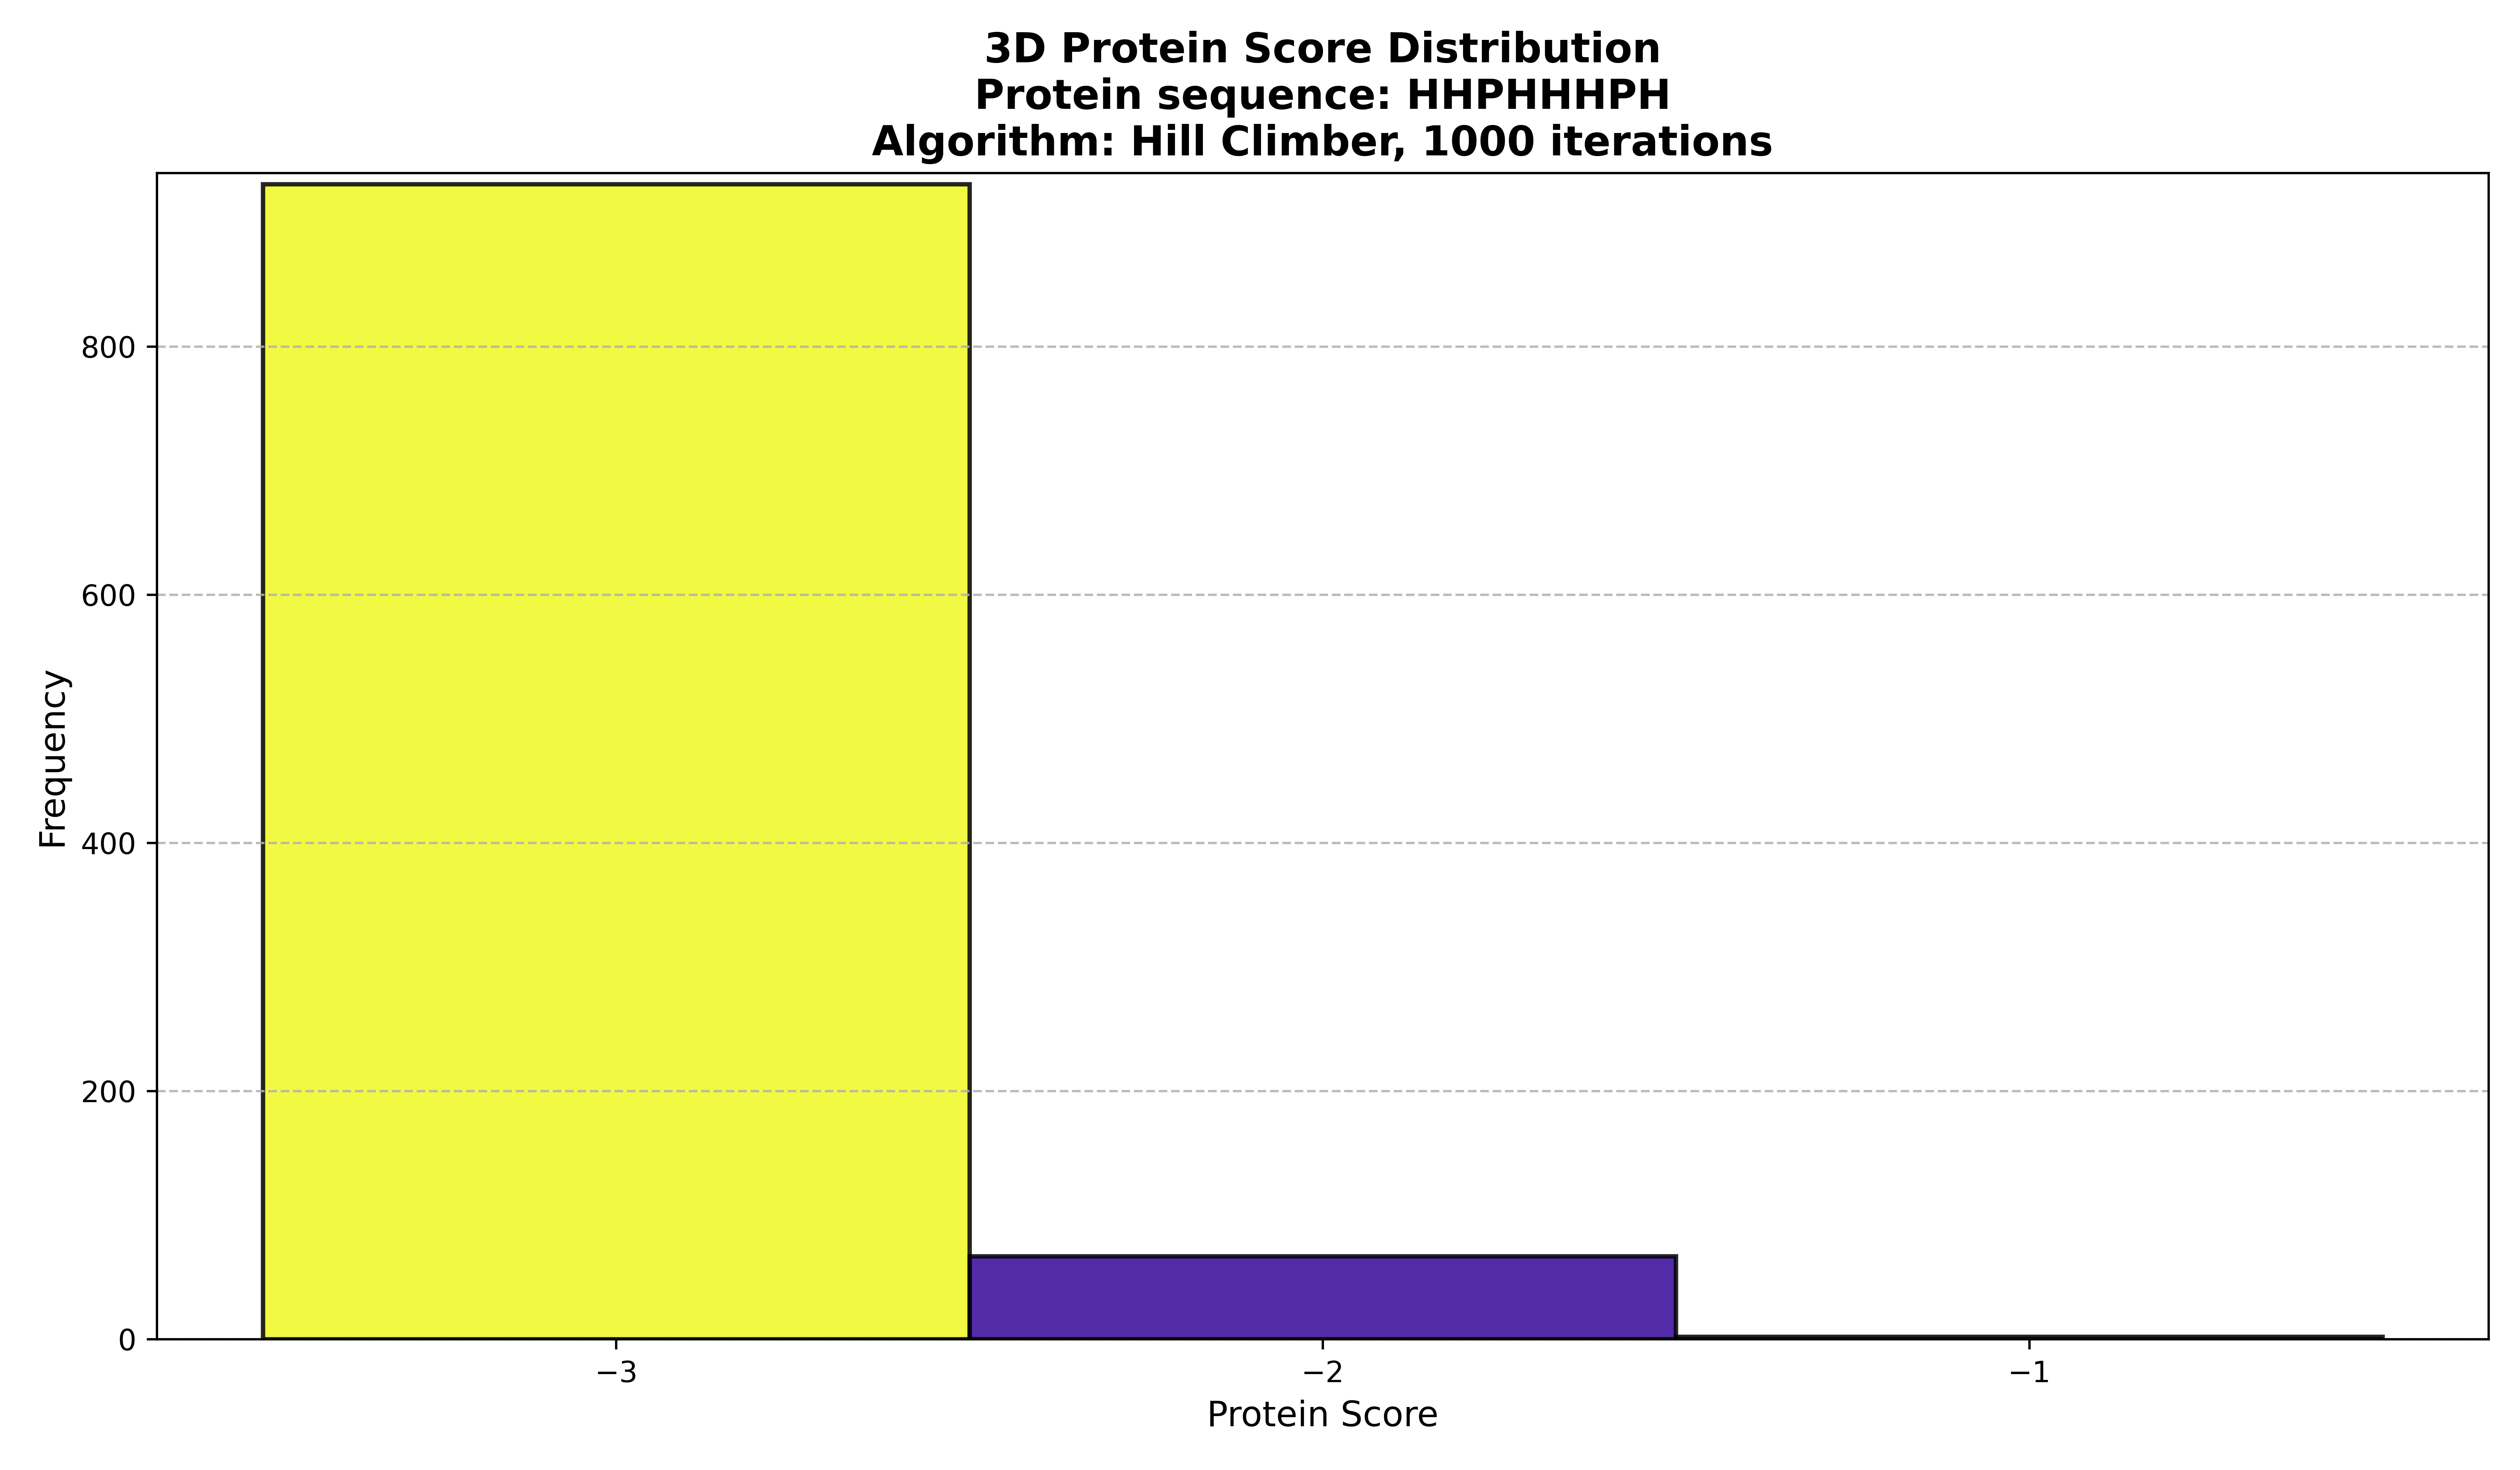 3D Protein Score Distribution
Protein sequence: HHPHHHPH
Algorithm: Hill Climber, 1000 iterations
Frequency
800
600
400
200
0
−3
−2
−1
Protein Score